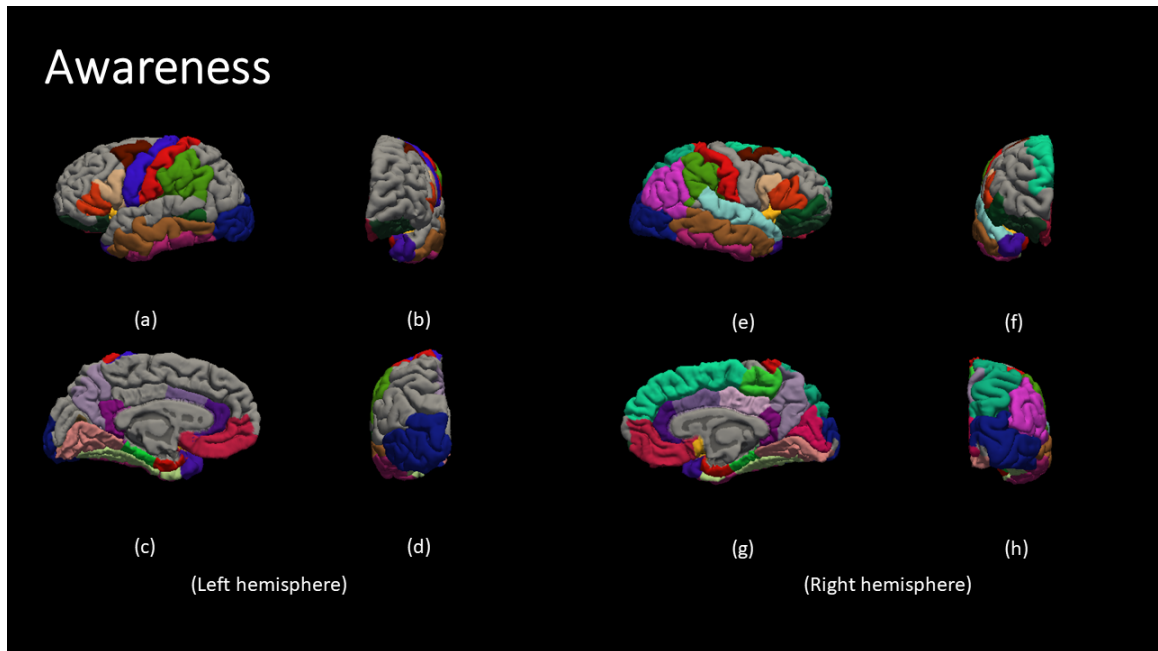 Awareness
(a)
(b)
(e)
(f)
(c)
(d)
(g)
(h)
(Left hemisphere)
(Right hemisphere)